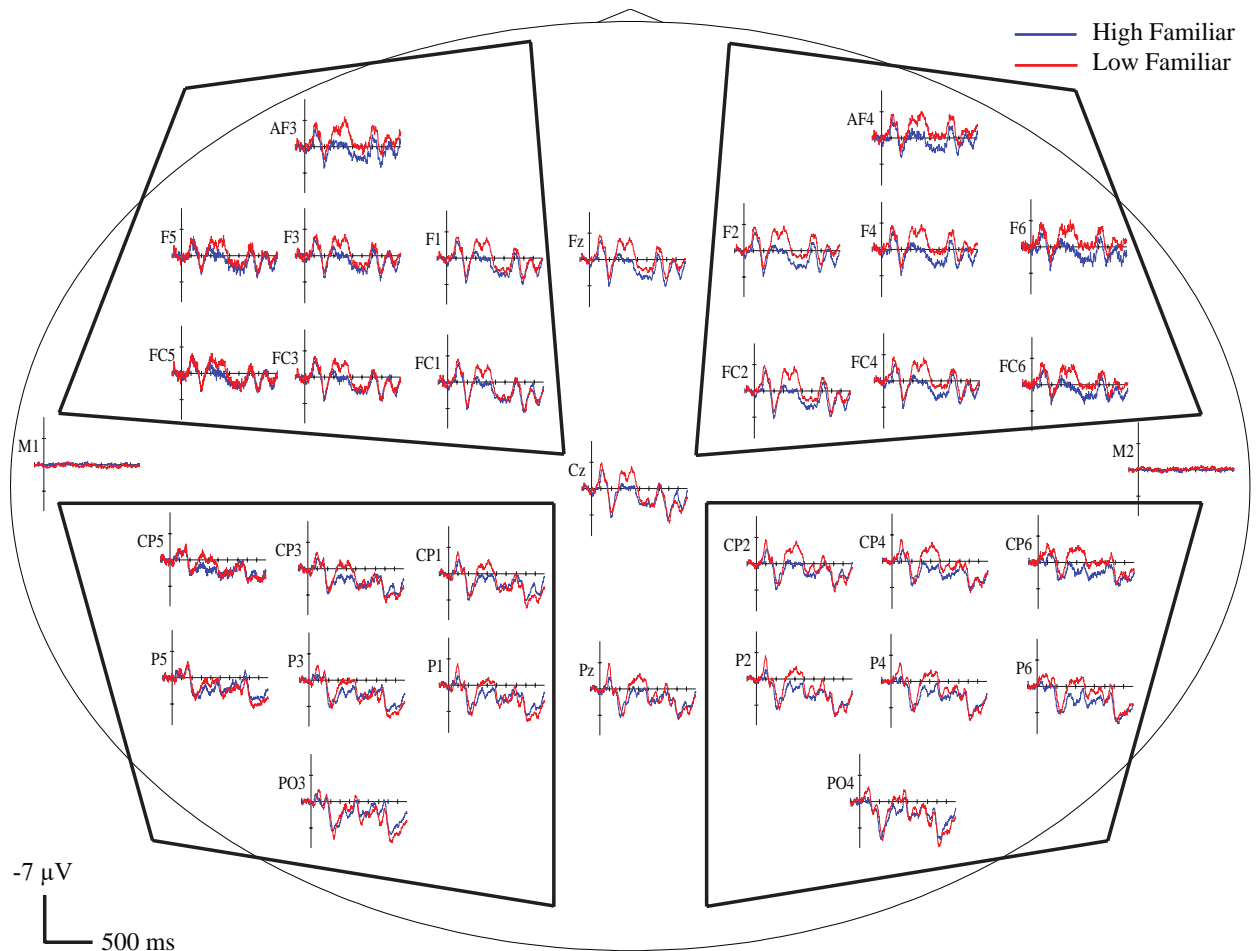 High Familiar
Low Familiar
AF3
AF4
F5
F3
F1
Fz
F2
F4
F6
FC5
FC3
FC1
FC2
FC4
FC6
M1
Cz
M2
CP5
CP3
CP1
CP2
CP4
CP6
P5
P3
P1
Pz
P2
P4
P6
PO3
PO4
-7 μV
500 ms